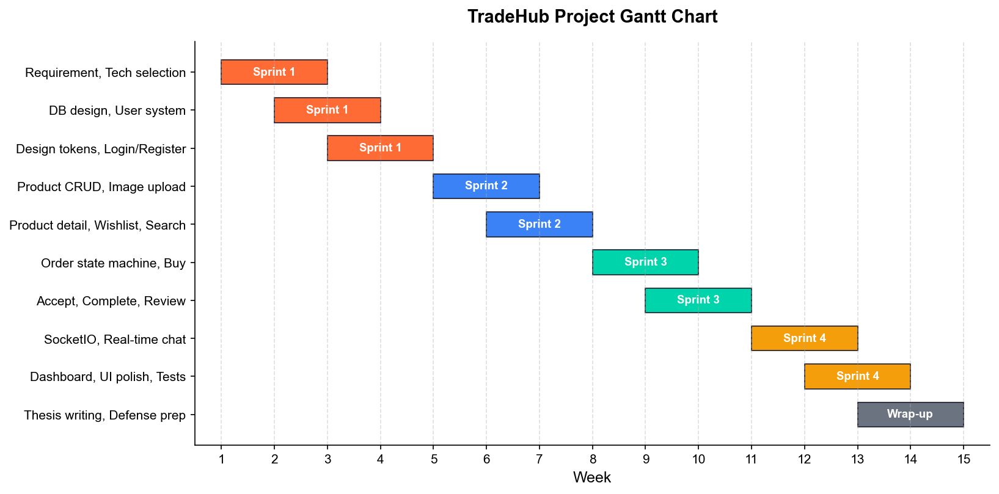 TradeHub Project Gantt Chart
Requirement, Tech selection
Sprint 1
DB design, User system
Sprint 1
Design tokens, Login/Register
Sprint 1
Product CRUD, Image upload
Sprint 2
Product detail, Wishlist, Search
Sprint 2
Order state machine, Buy
Sprint 3
Accept, Complete, Review
Sprint 3
SocketIO, Real-time chat
Sprint 4
Dashboard, UI polish, Tests
Sprint 4
Thesis writing, Defense prep
Wrap-up
1 2 3 4 5 6 7 8 9 10 11 12 13 14 15
Week